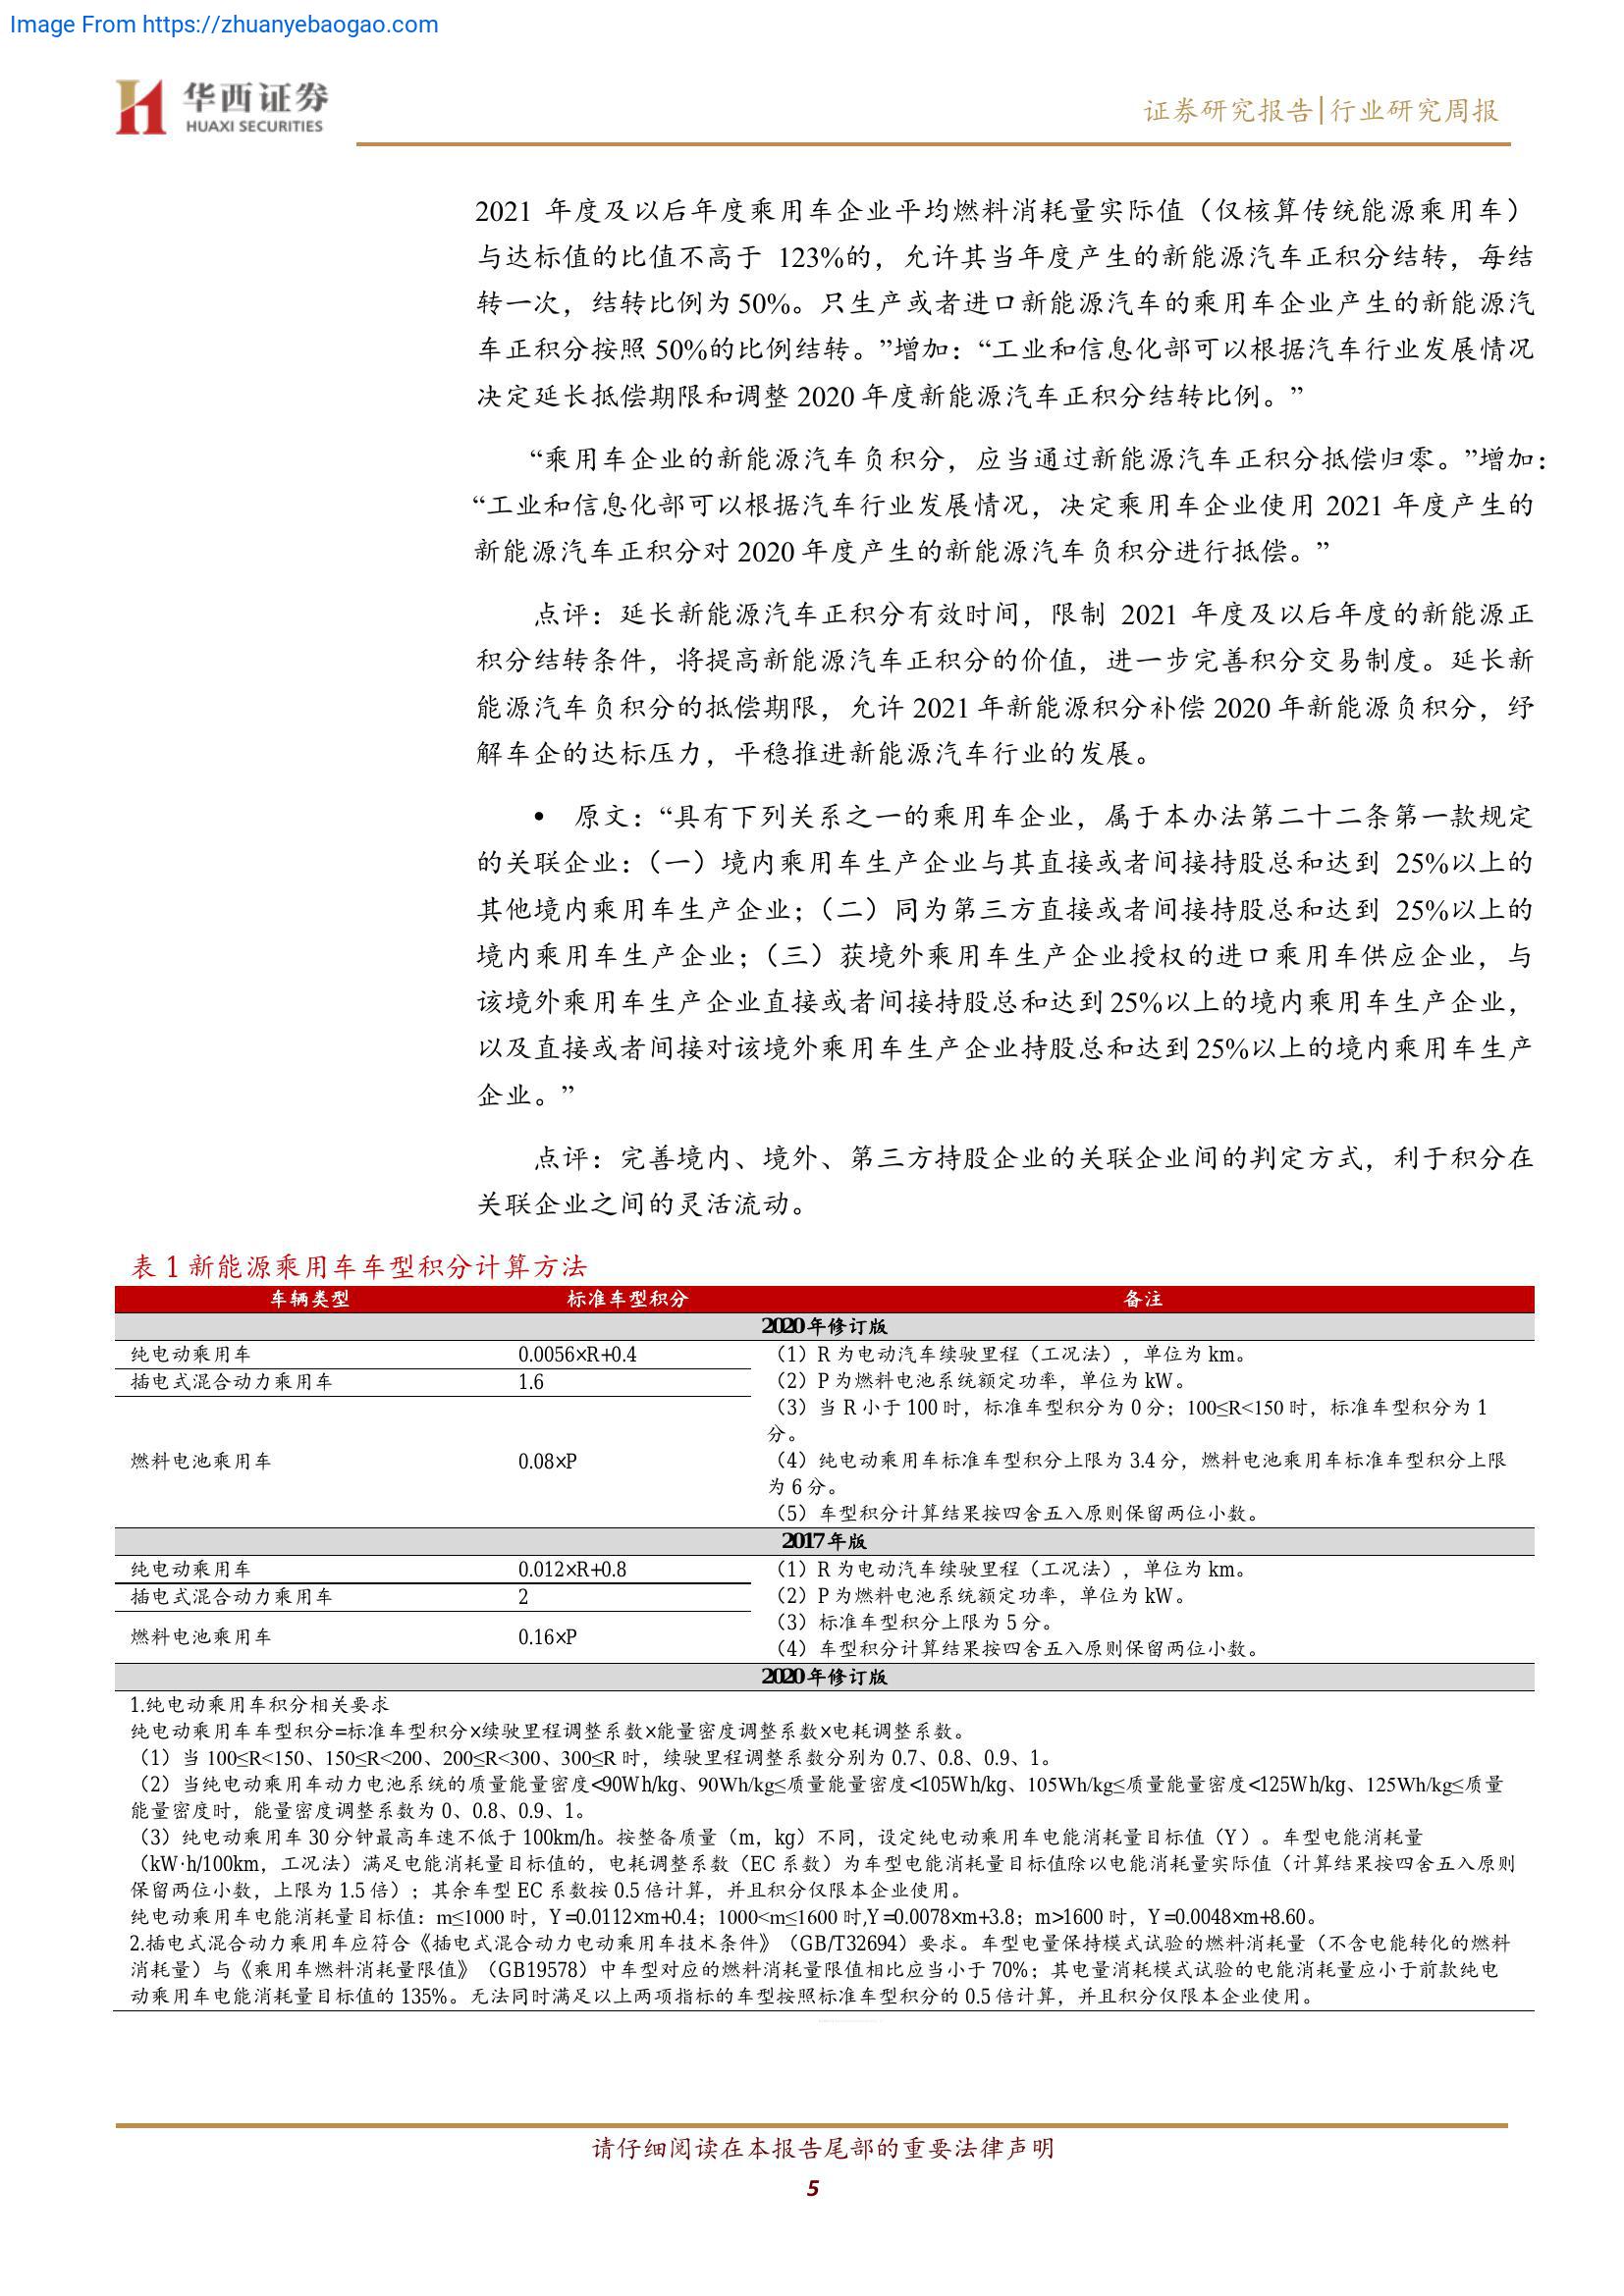 Image From https://zhuanyebaogao.com
华西证券
HUAXI SECURITIES
证券研究报告|行业研究周报
2021 年度及以后年度乘用车企业平均燃料消耗量实际值（仅核算传统能源乘用车）
与达标值的比值不高于 123%的，允许其当年度产生的新能源汽车正积分结转，每结
转一次，结转比例为 50%。只生产或者进口新能源汽车的乘用车企业产生的新能源汽
车正积分按照 50%的比例结转。”增加：“工业和信息化部可以根据汽车行业发展情况
决定延长抵偿期限和调整 2020 年度新能源汽车正积分结转比例。”
“乘用车企业的新能源汽车负积分，应当通过新能源汽车正积分抵偿归零。”增加：
“工业和信息化部可以根据汽车行业发展情况，决定乘用车企业使用 2021 年度产生的
新能源汽车正积分对 2020 年度产生的新能源汽车负积分进行抵偿。”
点评：延长新能源汽车正积分有效时间，限制 2021 年度及以后年度的新能源正
积分结转条件，将提高新能源汽车正积分的价值，进一步完善积分交易制度。延长新
能源汽车负积分的抵偿期限，允许 2021 年新能源积分补偿 2020 年新能源负积分，纾
解车企的达标压力，平稳推进新能源汽车行业的发展。
• 原文：“具有下列关系之一的乘用车企业，属于本办法第二十二条第一款规定
的关联企业：（一）境内乘用车生产企业与其直接或者间接持股总和达到 25%以上的
其他境内乘用车生产企业；（二）同为第三方直接或者间接持股总和达到 25%以上的
境内乘用车生产企业；（三）获境外乘用车生产企业授权的进口乘用车供应企业，与
该境外乘用车生产企业直接或者间接持股总和达到 25%以上的境内乘用车生产企业，
以及直接或者间接对该境外乘用车生产企业持股总和达到 25%以上的境内乘用车生产
企业。”
点评：完善境内、境外、第三方持股企业的关联企业间的判定方式，利于积分在
关联企业之间的灵活流动。
表 1 新能源乘用车车型积分计算方法
车辆类型 标准车型积分 备注
2020年修订版
纯电动乘用车 0.0056×R+0.4 （1）R 为电动汽车续驶里程（工况法），单位为 km。
插电式混合动力乘用车 1.6 （2）P 为燃料电池系统额定功率，单位为 kW。
（3）当 R 小于 100 时，标准车型积分为 0 分；100≤R<150 时，标准车型积分为 1
分。
燃料电池乘用车 0.08×P （4）纯电动乘用车标准车型积分上限为 3.4 分，燃料电池乘用车标准车型积分上限
为 6 分。
（5）车型积分计算结果按四舍五入原则保留两位小数。
2017年版
纯电动乘用车 0.012×R+0.8 （1）R 为电动汽车续驶里程（工况法），单位为 km。
插电式混合动力乘用车 2 （2）P 为燃料电池系统额定功率，单位为 kW。
（3）标准车型积分上限为 5 分。
燃料电池乘用车 0.16×P （4）车型积分计算结果按四舍五入原则保留两位小数。
2020年修订版
1.纯电动乘用车积分相关要求
纯电动乘用车车型积分=标准车型积分×续驶里程调整系数×能量密度调整系数×电耗调整系数。
（1）当 100≤R<150、150≤R<200、200≤R<300、300≤R 时，续驶里程调整系数分别为 0.7、0.8、0.9、1。
（2）当纯电动乘用车动力电池系统的质量能量密度<90Wh/kg、90Wh/kg≤质量能量密度<105Wh/kg、105Wh/kg≤质量能量密度<125Wh/kg、125Wh/kg≤质量
能量密度时，能量密度调整系数为 0、0.8、0.9、1。
（3）纯电动乘用车 30 分钟最高车速不低于 100km/h。按整备质量（m，kg）不同，设定纯电动乘用车电能消耗量目标值（Y）。车型电能消耗量
（kW·h/100km，工况法）满足电能消耗量目标值的，电耗调整系数（EC 系数）为车型电能消耗量目标值除以电能消耗量实际值（计算结果按四舍五入原则
保留两位小数，上限为 1.5 倍）；其余车型 EC 系数按 0.5 倍计算，并且积分仅限本企业使用。
纯电动乘用车电能消耗量目标值：m≤1000 时，Y=0.0112×m+0.4；1000<m≤1600 时,Y=0.0078×m+3.8；m>1600 时，Y=0.0048×m+8.60。
2.插电式混合动力乘用车应符合《插电式混合动力电动乘用车技术条件》（GB/T32694）要求。车型电量保持模式试验的燃料消耗量（不含电能转化的燃料
消耗量）与《乘用车燃料消耗量限值》（GB19578）中车型对应的燃料消耗量限值相比应当小于 70%；其电量消耗模式试验的电能消耗量应小于前款纯电
动乘用车电能消耗量目标值的 135%。无法同时满足以上两项指标的车型按照标准车型积分的 0.5 倍计算，并且积分仅限本企业使用。
请仔细阅读在本报告尾部的重要法律声明
5